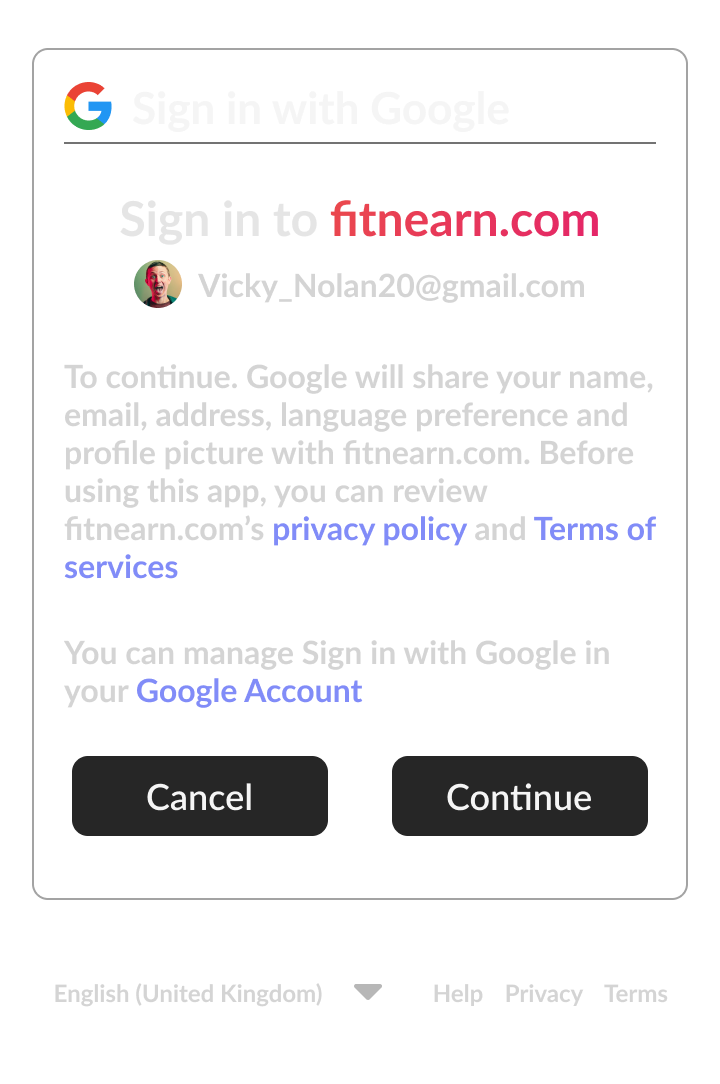 Sign in with Google
Sign in to fitnearn.com
Vicky_Nolan20@gmail.com
To continue. Google will share your name,
email, address, language preference and
profile picture with fitnearn.com. Before
using this app, you can review
fitnearn.com’s privacy policy and Terms of
services
You can manage Sign in with Google in
your Google Account
Cancel Continue
English (United Kingdom) Help Privacy Terms